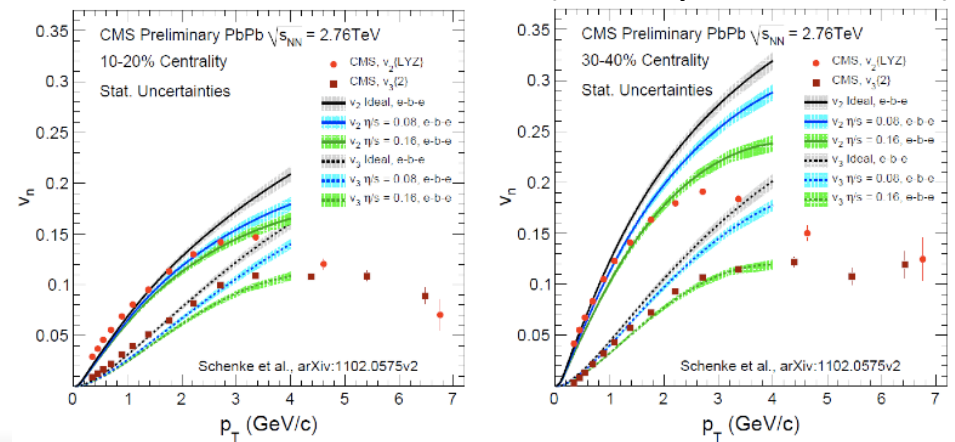 CMS Preliminary PbPb √sNN = 2.76TeV
10-20% Centrality
Stat. Uncertainties
CMS, v2{LYZ}
CMS, v3{2}
v2 Ideal, e-b-e
v2 η/s = 0.08, e-b-e
v2 η/s = 0.16, e-b-e
v3 Ideal, e-b-e
v3 η/s = 0.08, e-b-e
v3 η/s = 0.16, e-b-e
vn
0.35
0.3
0.25
0.2
0.15
0.1
0.05
Schenke et al., arXiv:1102.0575v2
0 1 2 3 4 5 6 7
pT (GeV/c)
CMS Preliminary PbPb √sNN = 2.76TeV
30-40% Centrality
Stat. Uncertainties
CMS, v2{LYZ}
CMS, v3{2}
v2 Ideal, e-b-e
v2 η/s = 0.08, e-b-e
v2 η/s = 0.16, e-b-e
v3 Ideal, e-b-e
v3 η/s = 0.08, e-b-e
v3 η/s = 0.16, e-b-e
vn
0.35
0.3
0.25
0.2
0.15
0.1
0.05
Schenke et al., arXiv:1102.0575v2
0 1 2 3 4 5 6 7
pT (GeV/c)